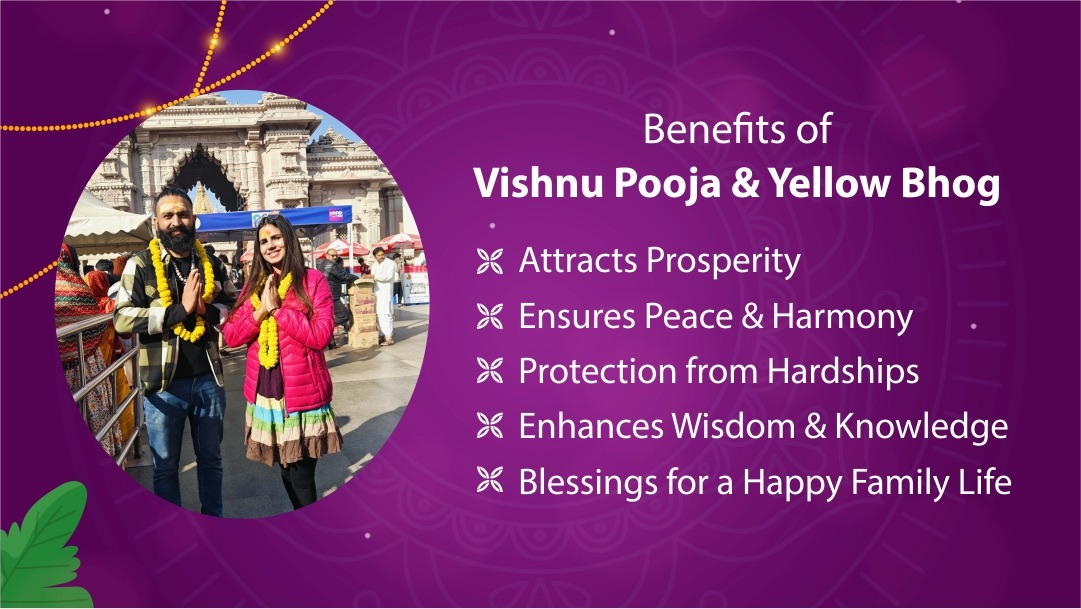 Benefits of
Vishnu Pooja & Yellow Bhog
Attracts Prosperity
Ensures Peace & Harmony
Protection from Hardships
Enhances Wisdom & Knowledge
Blessings for a Happy Family Life